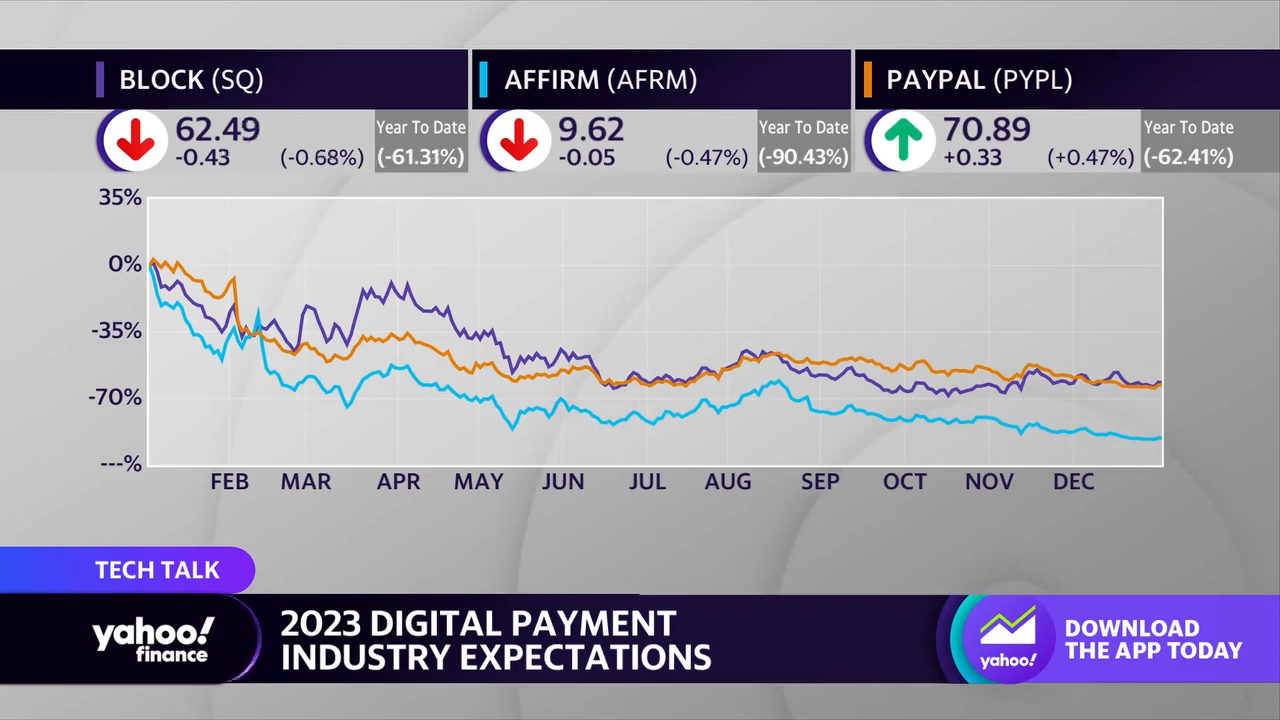 BLOCK (SQ)
62.49
-0.43 (-0.68%)
Year To Date
(-61.31%)
AFFIRM (AFRM)
9.62
-0.05 (-0.47%)
Year To Date
(-90.43%)
PAYPAL (PYPL)
70.89
+0.33 (+0.47%)
Year To Date
(-62.41%)
35%
0%
-35%
-70%
---%
FEB MAR APR MAY JUN JUL AUG SEP OCT NOV DEC
TECH TALK
yahoo!
finance
2023 DIGITAL PAYMENT
INDUSTRY EXPECTATIONS
yahoo!
DOWNLOAD
THE APP TODAY